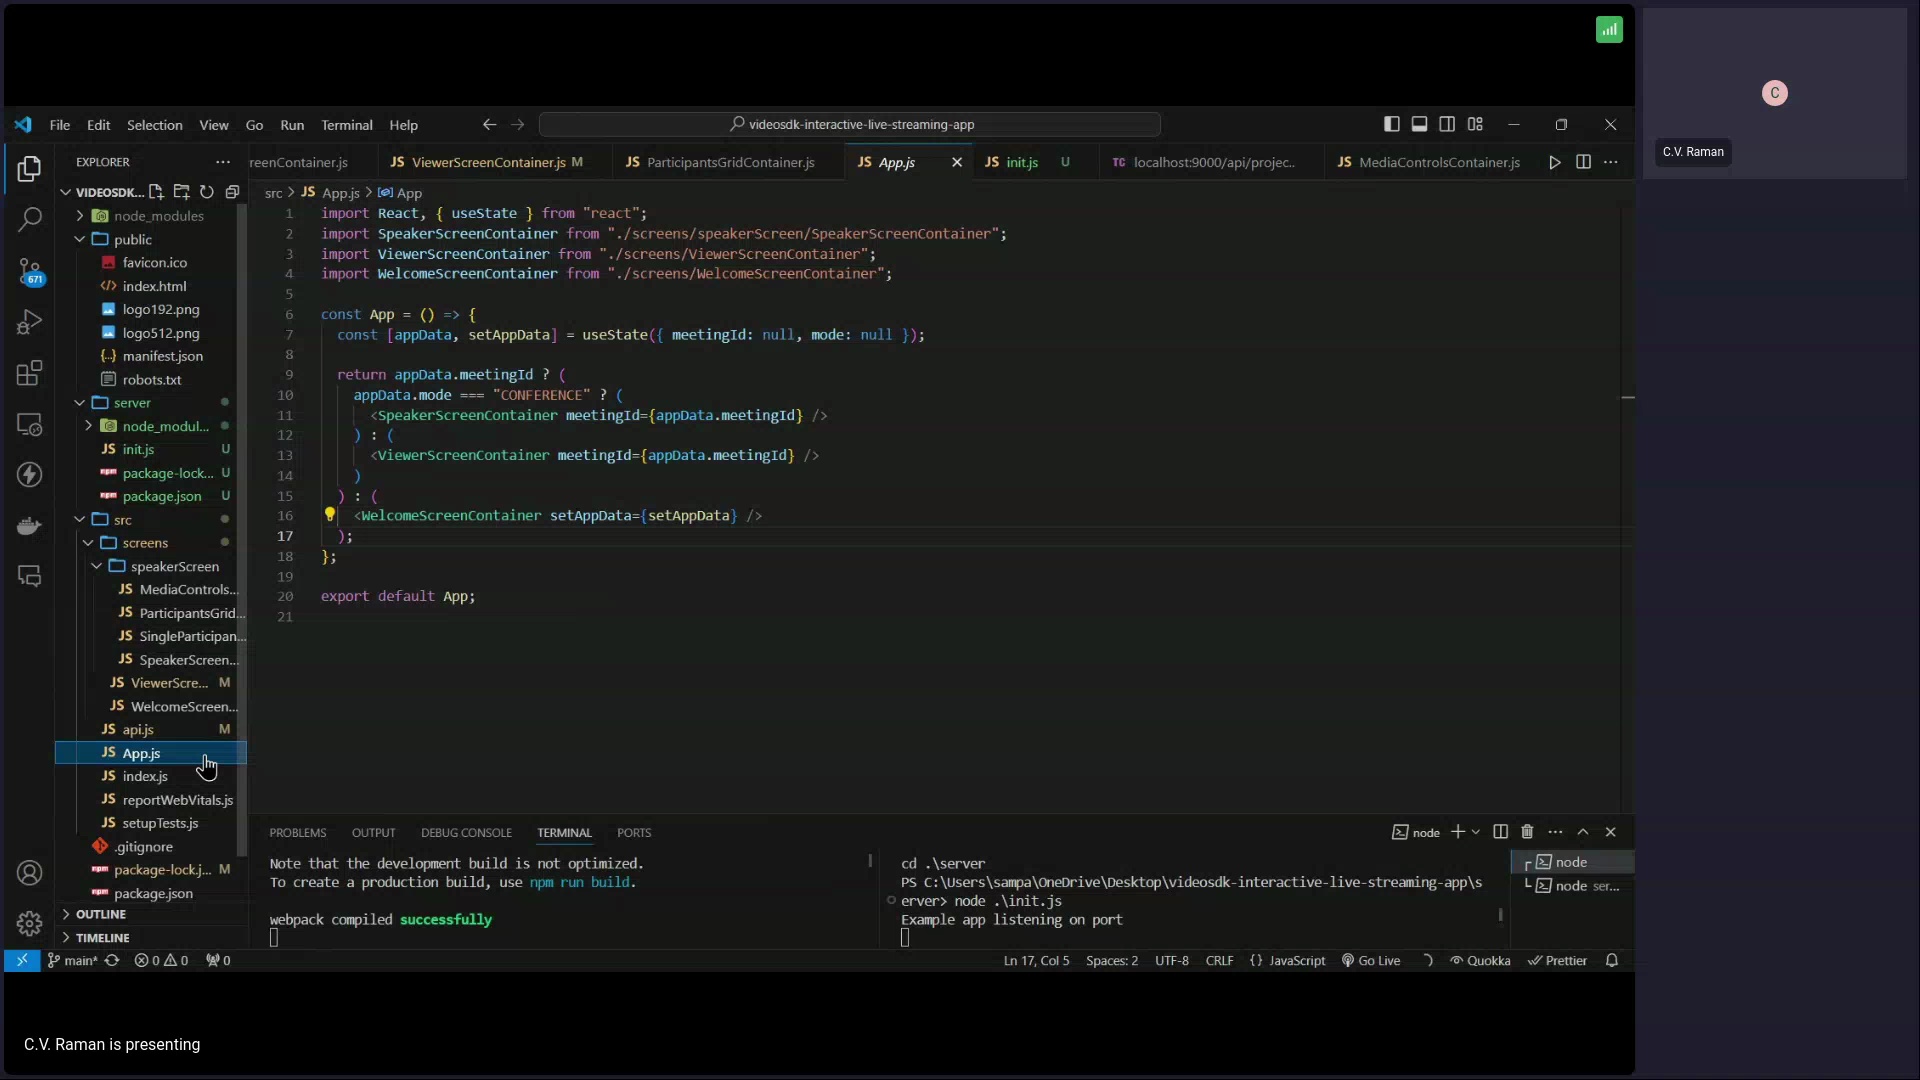 C
C.V. Raman
File Edit Selection View Go Run Terminal Help
videosdk-interactive-live-streaming-app
EXPLORER
reenContainer.js
ViewerScreenContainer.js M
ParticipantsGridContainer.js
App.js
init.js U
localhost:9000/api/projec...
MediaControlsContainer.js
VIDEOSDK...
node_modules
public
favicon.ico
index.html
logo192.png
logo512.png
manifest.json
robots.txt
server
node_modul...
init.js U
package-lock... U
package.json U
src
screens
speakerScreen
MediaControls...
ParticipantsGrid...
SingleParticipan...
SpeakerScreen...
ViewerScre... M
WelcomeScreen...
api.js M
App.js
index.js
reportWebVitals.js
setupTests.js
.gitignore
package-lock.j... M
package.json
OUTLINE
TIMELINE
671
src > JS App.js > App
1 import React, { useState } from "react";
2 import SpeakerScreenContainer from "./screens/speakerScreen/SpeakerScreenContainer";
3 import ViewerScreenContainer from "./screens/ViewerScreenContainer";
4 import WelcomeScreenContainer from "./screens/WelcomeScreenContainer";
5
6 const App = () => {
7 const [appData, setAppData] = useState({ meetingId: null, mode: null });
8
9 return appData.meetingId ? (
10 appData.mode === "CONFERENCE" ? (
11 <SpeakerScreenContainer meetingId={appData.meetingId} />
12 ) : (
13 <ViewerScreenContainer meetingId={appData.meetingId} />
14 )
15 ) : (
16 <WelcomeScreenContainer setAppData={setAppData} />
17 );
18 };
19
20 export default App;
21
PROBLEMS OUTPUT DEBUG CONSOLE TERMINAL PORTS
node
Note that the development build is not optimized.
To create a production build, use npm run build.
webpack compiled successfully
cd .\server
PS C:\Users\sampa\OneDrive\Desktop\videosdk-interactive-live-streaming-app\s
erver> node .\init.js
Example app listening on port
node
node ser...
main* 0 0 0
Ln 17, Col 5 Spaces: 2 UTF-8 CRLF {} JavaScript Go Live Quokka Prettier
C.V. Raman is presenting